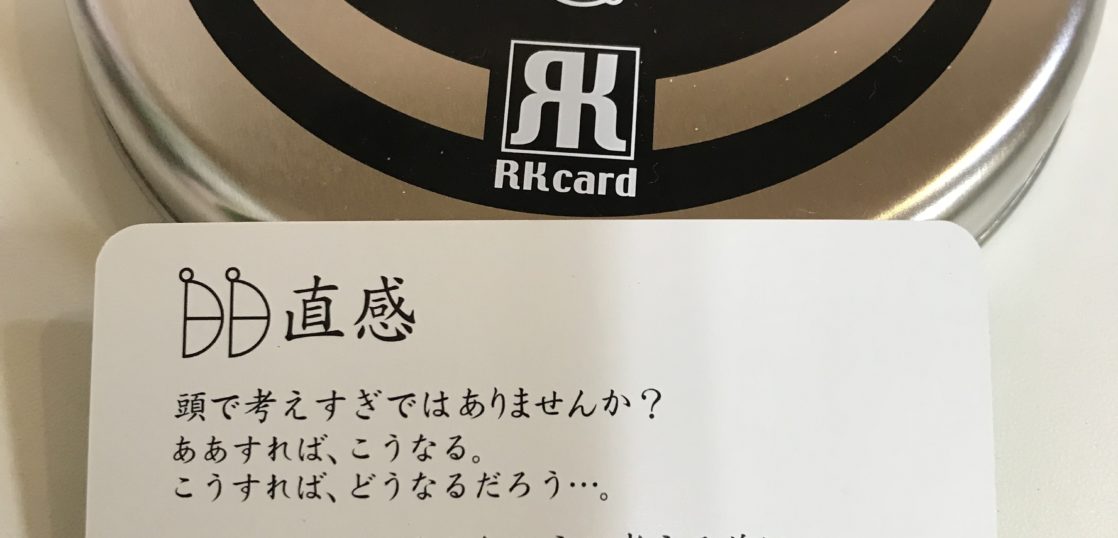 RK
RKcard
直感
頭で考えすぎではありませんか？
ああすれば、こうなる。
こうすれば、どうなるだろう…。